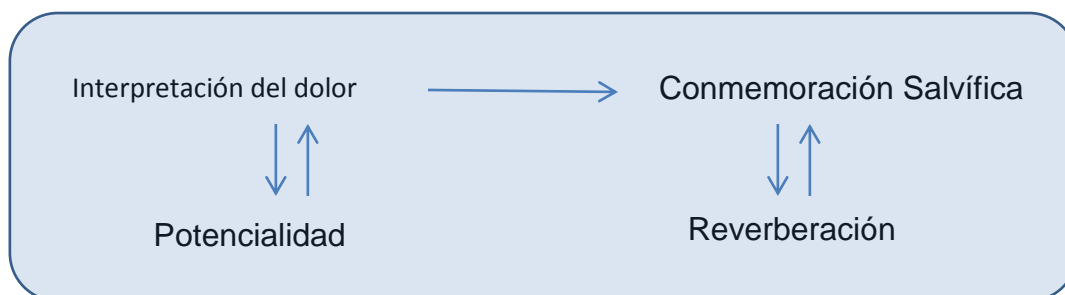 Interpretación del dolor
Conmemoración Salvífica
Potencialidad
Reverberación